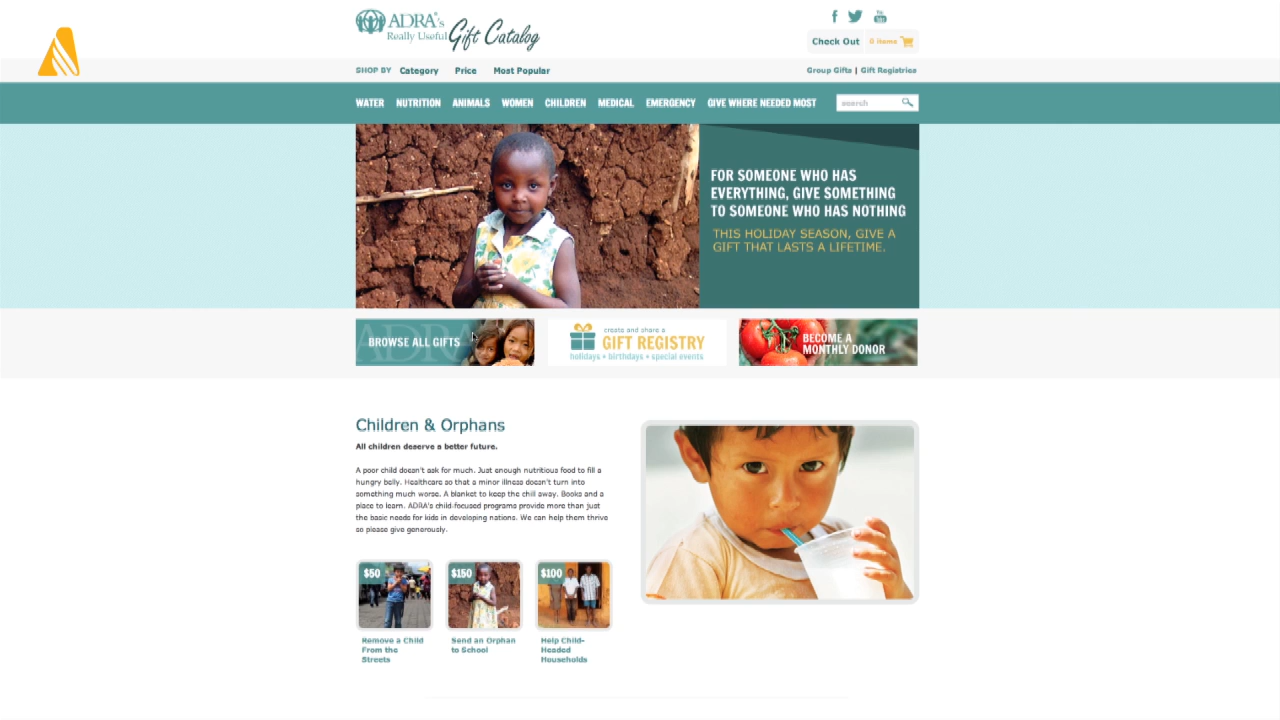 ADRA's
Really Useful Gift Catalog
You
Tube
Check Out 0 items
SHOP BY Category Price Most Popular
Group Gifts | Gift Registries
WATER NUTRITION ANIMALS WOMEN CHILDREN MEDICAL EMERGENCY GIVE WHERE NEEDED MOST search
FOR SOMEONE WHO HAS
EVERYTHING, GIVE SOMETHING
TO SOMEONE WHO HAS NOTHING
THIS HOLIDAY SEASON, GIVE A
GIFT THAT LASTS A LIFETIME.
ADRA
BROWSE ALL GIFTS
create and share a
GIFT REGISTRY
holidays • birthdays • special events
BECOME A
MONTHLY DONOR
Children & Orphans
All children deserve a better future.
A poor child doesn't ask for much. Just enough nutritious food to fill a
hungry belly. Healthcare so that a minor illness doesn't turn into
something much worse. A blanket to keep the chill away. Books and a
place to learn. ADRA's child-focused programs provide more than just
the basic needs for kids in developing nations. We can help them thrive
so please give generously.
$50
Remove a Child
From the
Streets
$150
Send an Orphan
to School
$100
Help Child-
Headed
Households